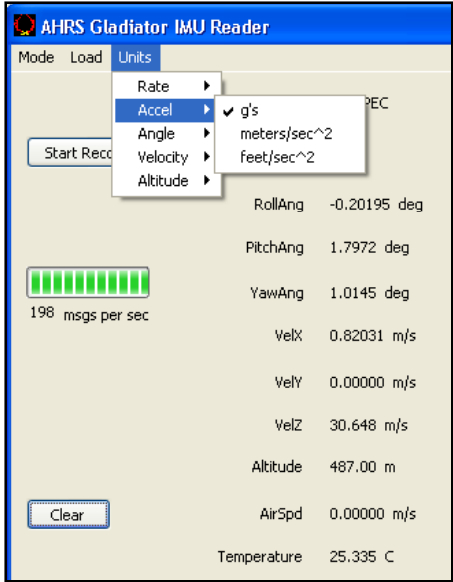 AHRS Gladiator IMU Reader
Mode Load Units
Rate
Accel
Angle
Velocity
Altitude
g's
meters/sec^2
feet/sec^2
PEC
Start Reco
RollAng -0.20195 deg
PitchAng 1.7972 deg
YawAng 1.0145 deg
198 msgs per sec
VelX 0.82031 m/s
VelY 0.00000 m/s
VelZ 30.648 m/s
Altitude 487.00 m
Clear
AirSpd 0.00000 m/s
Temperature 25.335 C